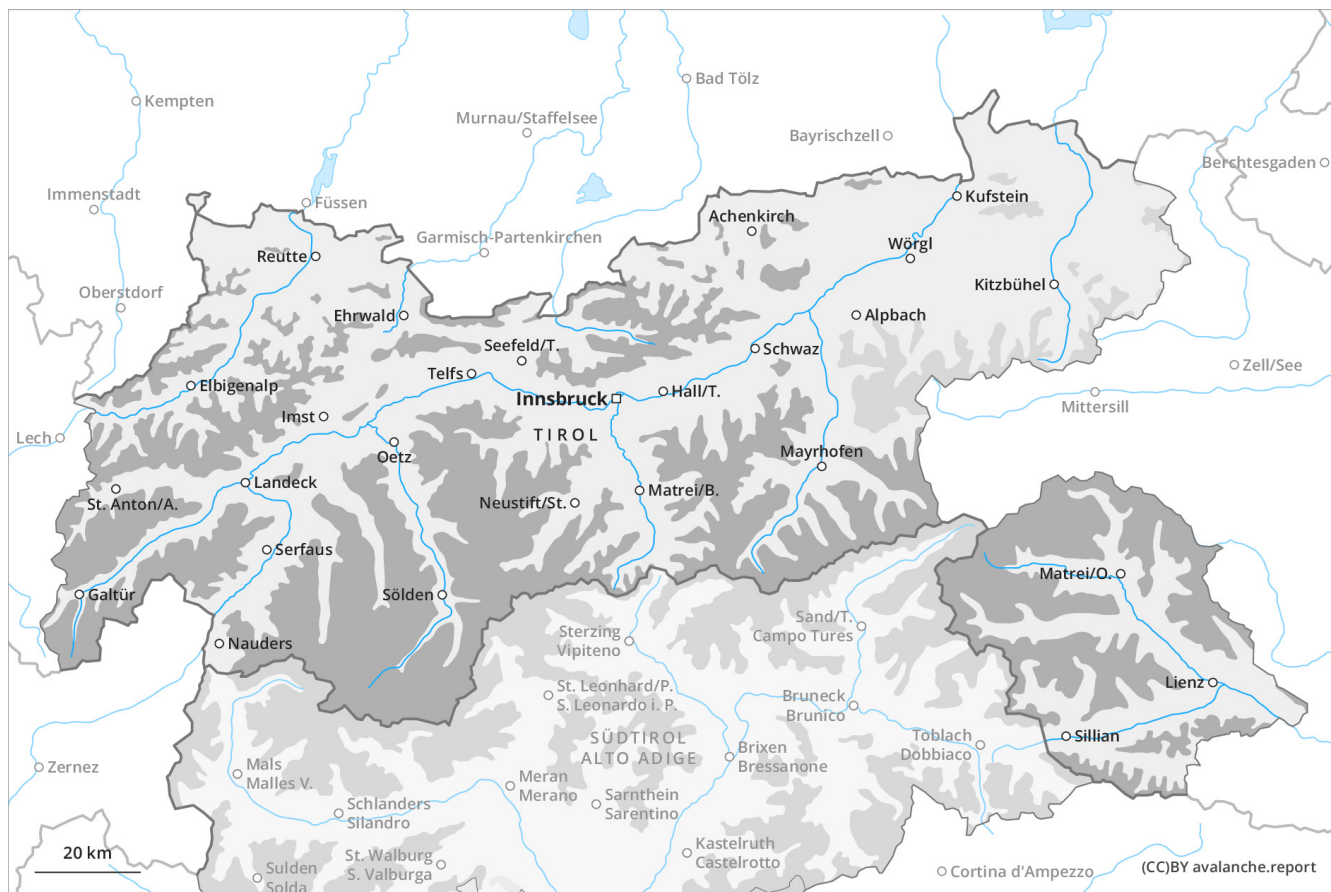 Kempten
Bad Tölz
Murnau/Staffelsee
Bayrischzell
Berchtesgaden
Immenstadt
Füssen
Kufstein
Achenkirch
Garmisch-Partenkirchen
Wörgl
Reutte
Oberstdorf
Kitzbühel
Ehrwald
Alpbach
Seefeld/T.
Schwaz
Zell/See
Telfs
Elbigenalp
Innsbruck
Hall/T.
Mittersill
Imst
TIROL
Lech
Oetz
Mayrhofen
Landeck
Matrei/B.
St. Anton/A.
Neustift/St.
Serfaus
Matrei/O.
Galtür
Sölden
Sand/T.
Campo Tures
Sterzing
Vipiteno
Nauders
Lienz
St. Leonhard/P.
S. Leonardo i. P.
Bruneck
Brunico
SÜDTIROL
ALTO ADIGE
Toblach
Dobbiaco
Sillian
Brixen
Bressanone
Zernez
Mals
Malles V.
Meran
Merano
Sarnthein
Sarentino
Schlanders
Silandro
Kastelruth
Castelrotto
20 km
St. Walburg
S. Valburga
Sulden
Solda
Cortina d'Ampezzo
(CC)BY avalanche.report